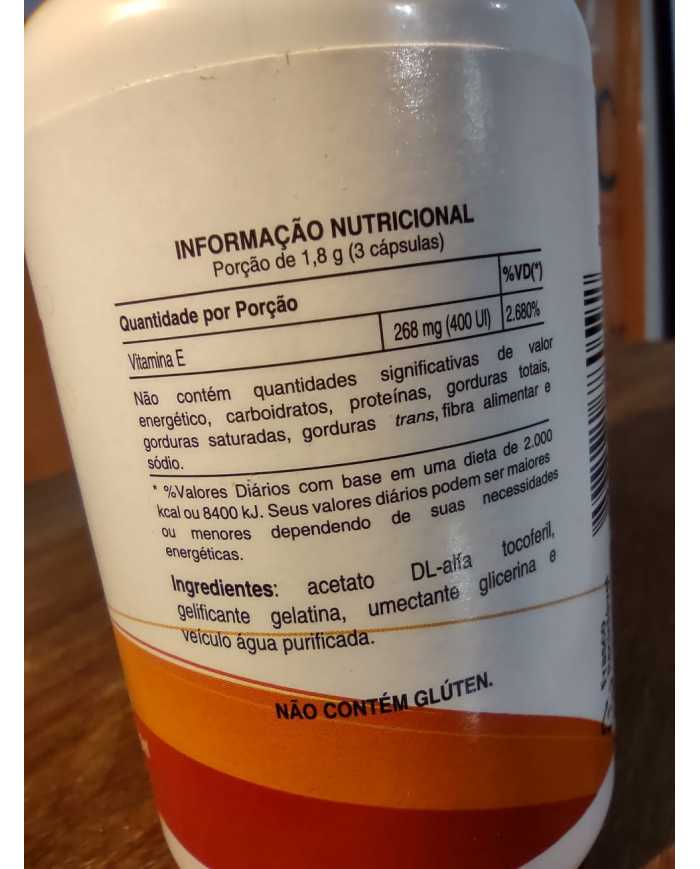 INFORMAÇÃO NUTRICIONAL
Porção de 1,8 g (3 cápsulas)
Quantidade por Porção %VD(*)
Vitamina E 268 mg (400 UI) 2.680%
Não contém quantidades significativas de valor
energético, carboidratos, proteínas, gorduras totais,
gorduras saturadas, gorduras trans, fibra alimentar e
sódio.
* %Valores Diários com base em uma dieta de 2.000
kcal ou 8400 kJ. Seus valores diários podem ser maiores
ou menores dependendo de suas necessidades
energéticas.
Ingredientes: acetato DL-alfa tocoferil,
gelificante gelatina, umectante glicerina e
veículo água purificada.
NÃO CONTÉM GLÚTEN.